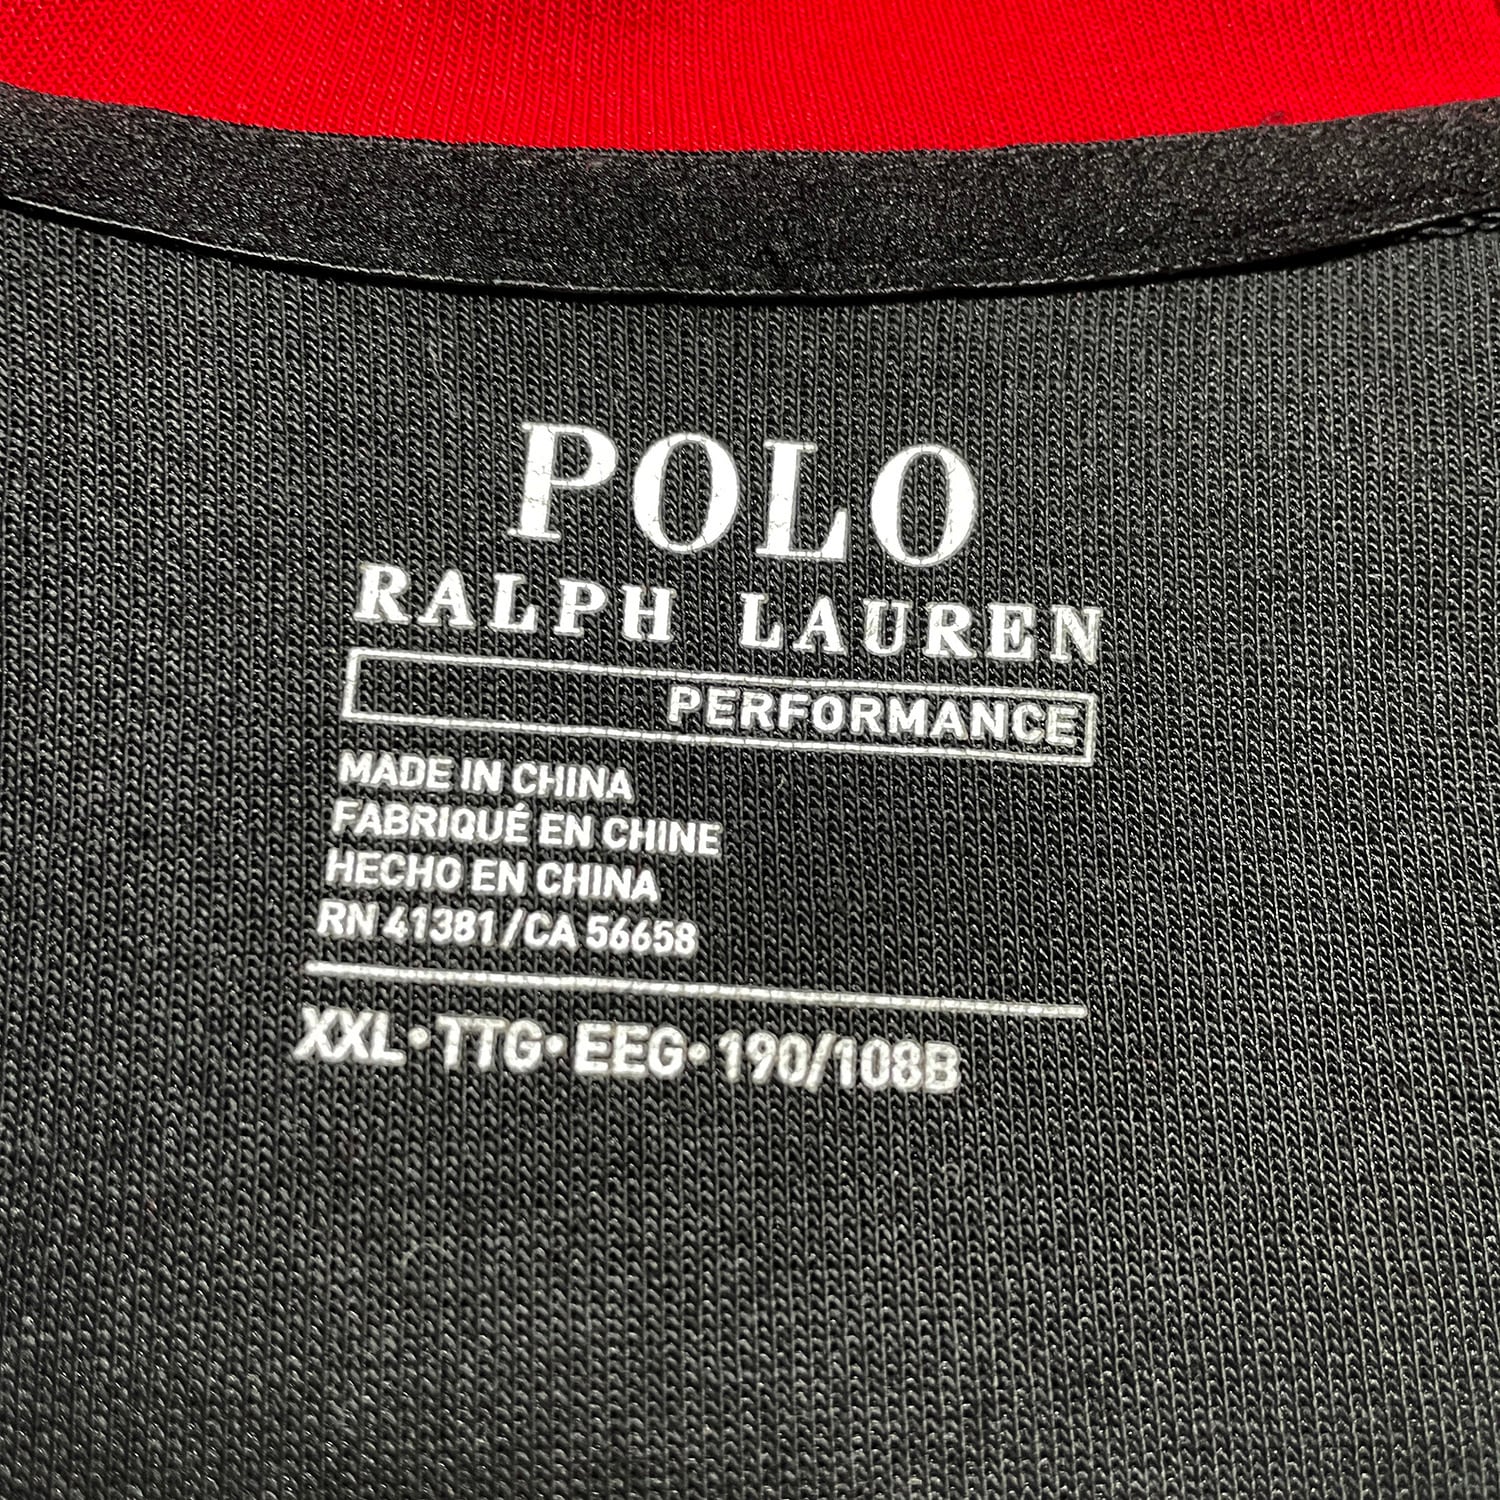 POLO
RALPH LAUREN
PERFORMANCE
MADE IN CHINA
FABRIQUÉ EN CHINE
HECHO EN CHINA
RN 41381/CA 56658
XXL•TTG•EEG•190/108B